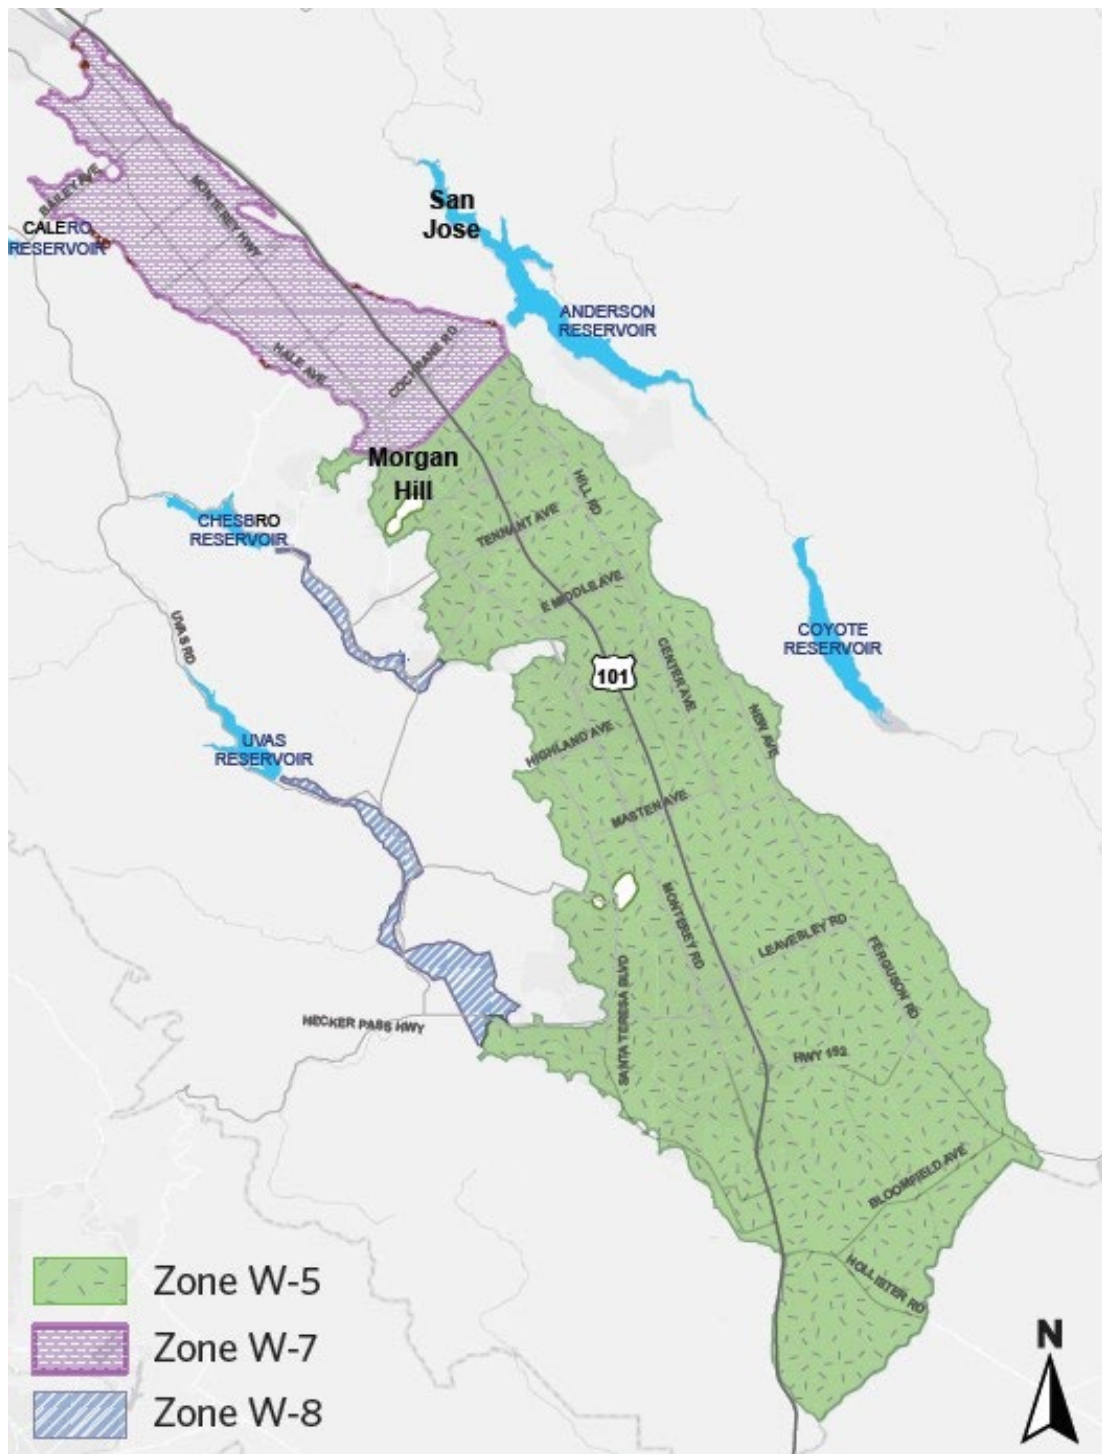 BAILEY AVE
MONTEREY HWY
San
Jose
CALERO
RESERVOIR
ANDERSON
RESERVOIR
HALE AVE
COCHRANE RD
Morgan
Hill
HILL RD
CHESBRO
RESERVOIR
TENNANT AVE
E MIDDLE AVE
COYOTE
RESERVOIR
UVAS RD
101
CENTER AVE
NEW AVE
UVAS
RESERVOIR
HIGHLAND AVE
MASTEN AVE
MONTEREY RD
LEAVESLEY RD
FERGUSON RD
SANTA TERESA BLVD
HECKER PASS HWY
HWY 152
BLOOMFIELD AVE
HOLLISTER RD
Zone W-5
Zone W-7
Zone W-8
N